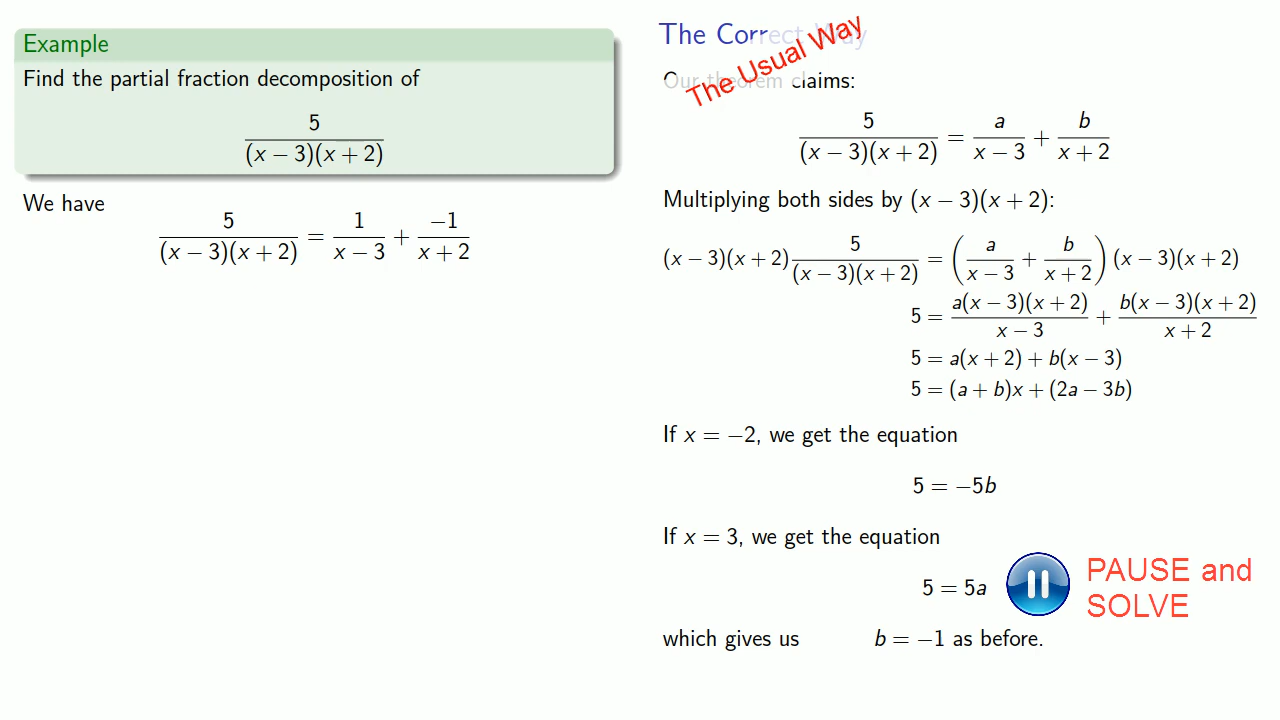 Example
Find the partial fraction decomposition of
5
(x − 3)(x + 2)
We have
5/((x − 3)(x + 2)) = 1/(x − 3) + −1/(x + 2)
The Correct Way
The Usual Way
Our theorem claims:
5/((x − 3)(x + 2)) = a/(x − 3) + b/(x + 2)
Multiplying both sides by (x − 3)(x + 2):
(x − 3)(x + 2) 5/((x − 3)(x + 2)) = (a/(x − 3) + b/(x + 2)) (x − 3)(x + 2)
5 = a(x − 3)(x + 2)/(x − 3) + b(x − 3)(x + 2)/(x + 2)
5 = a(x + 2) + b(x − 3)
5 = (a + b)x + (2a − 3b)
If x = −2, we get the equation
5 = −5b
If x = 3, we get the equation
5 = 5a
PAUSE and
SOLVE
which gives us b = −1 as before.